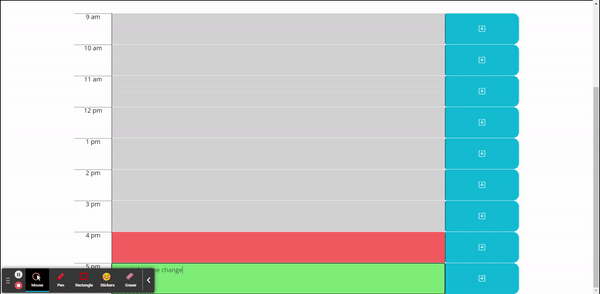 9 am
10 am
11 am
12 pm
1 pm
2 pm
3 pm
4 pm
5 pm
change
Mouse
Pen
Rectangle
Stickers
Eraser